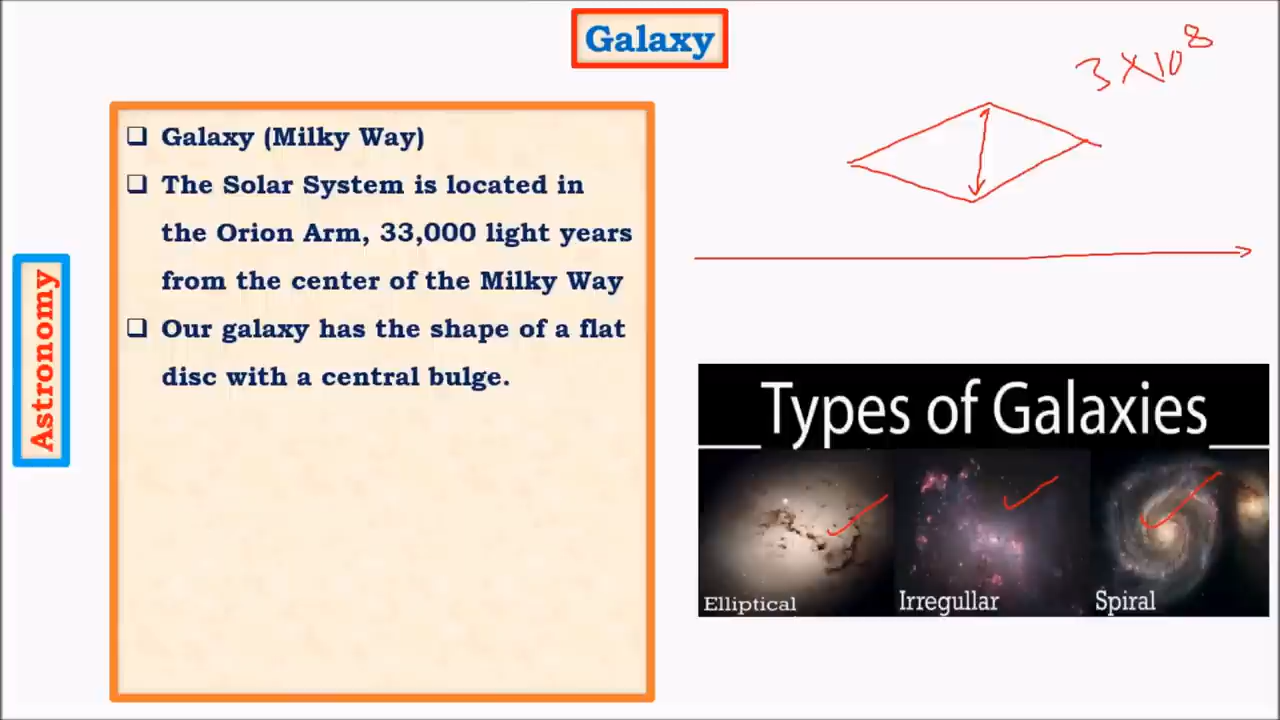 Galaxy
3 × 10⁸
Astronomy
❑ Galaxy (Milky Way)
❑ The Solar System is located in
the Orion Arm, 33,000 light years
from the center of the Milky Way
❑ Our galaxy has the shape of a flat
disc with a central bulge.
Types of Galaxies
Elliptical
Irregullar
Spiral